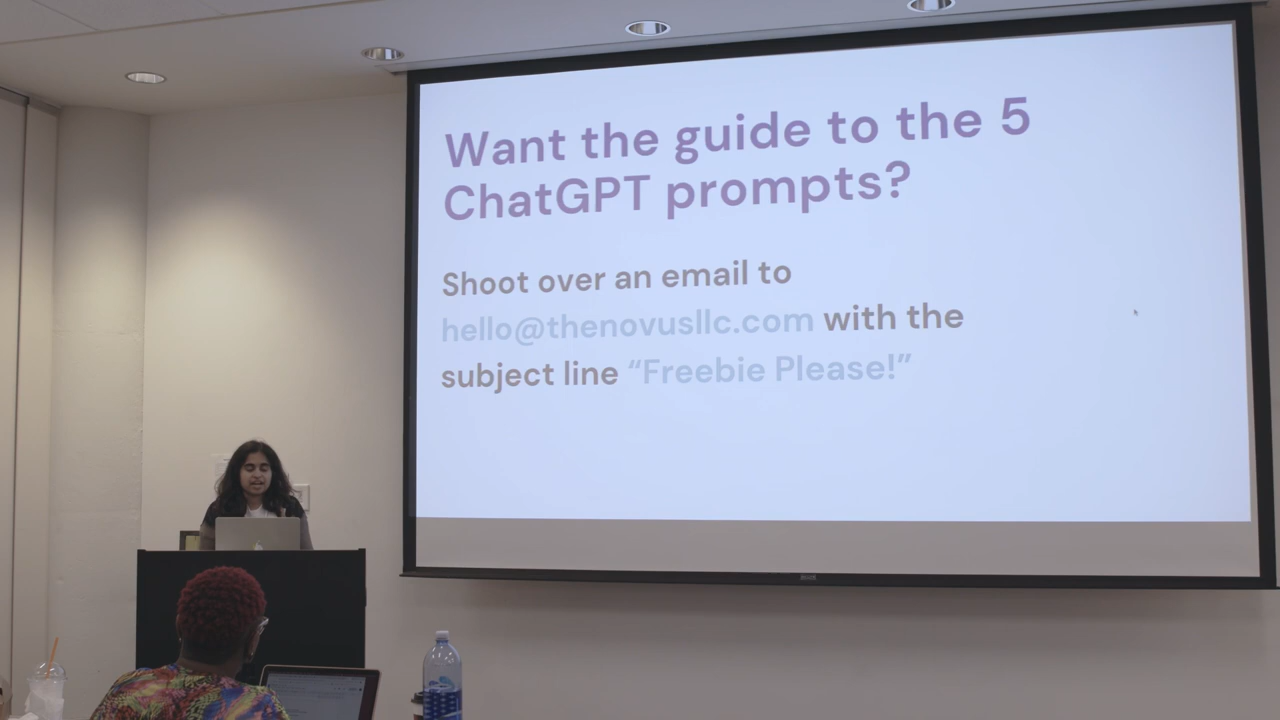 Want the guide to the 5
ChatGPT prompts?
Shoot over an email to
hello@thenovusllc.com with the
subject line “Freebie Please!”